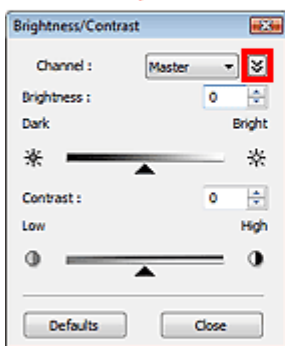 Brightness/Contrast
Channel : Master
Brightness : 0
Dark Bright
Contrast : 0
Low High
Defaults Close